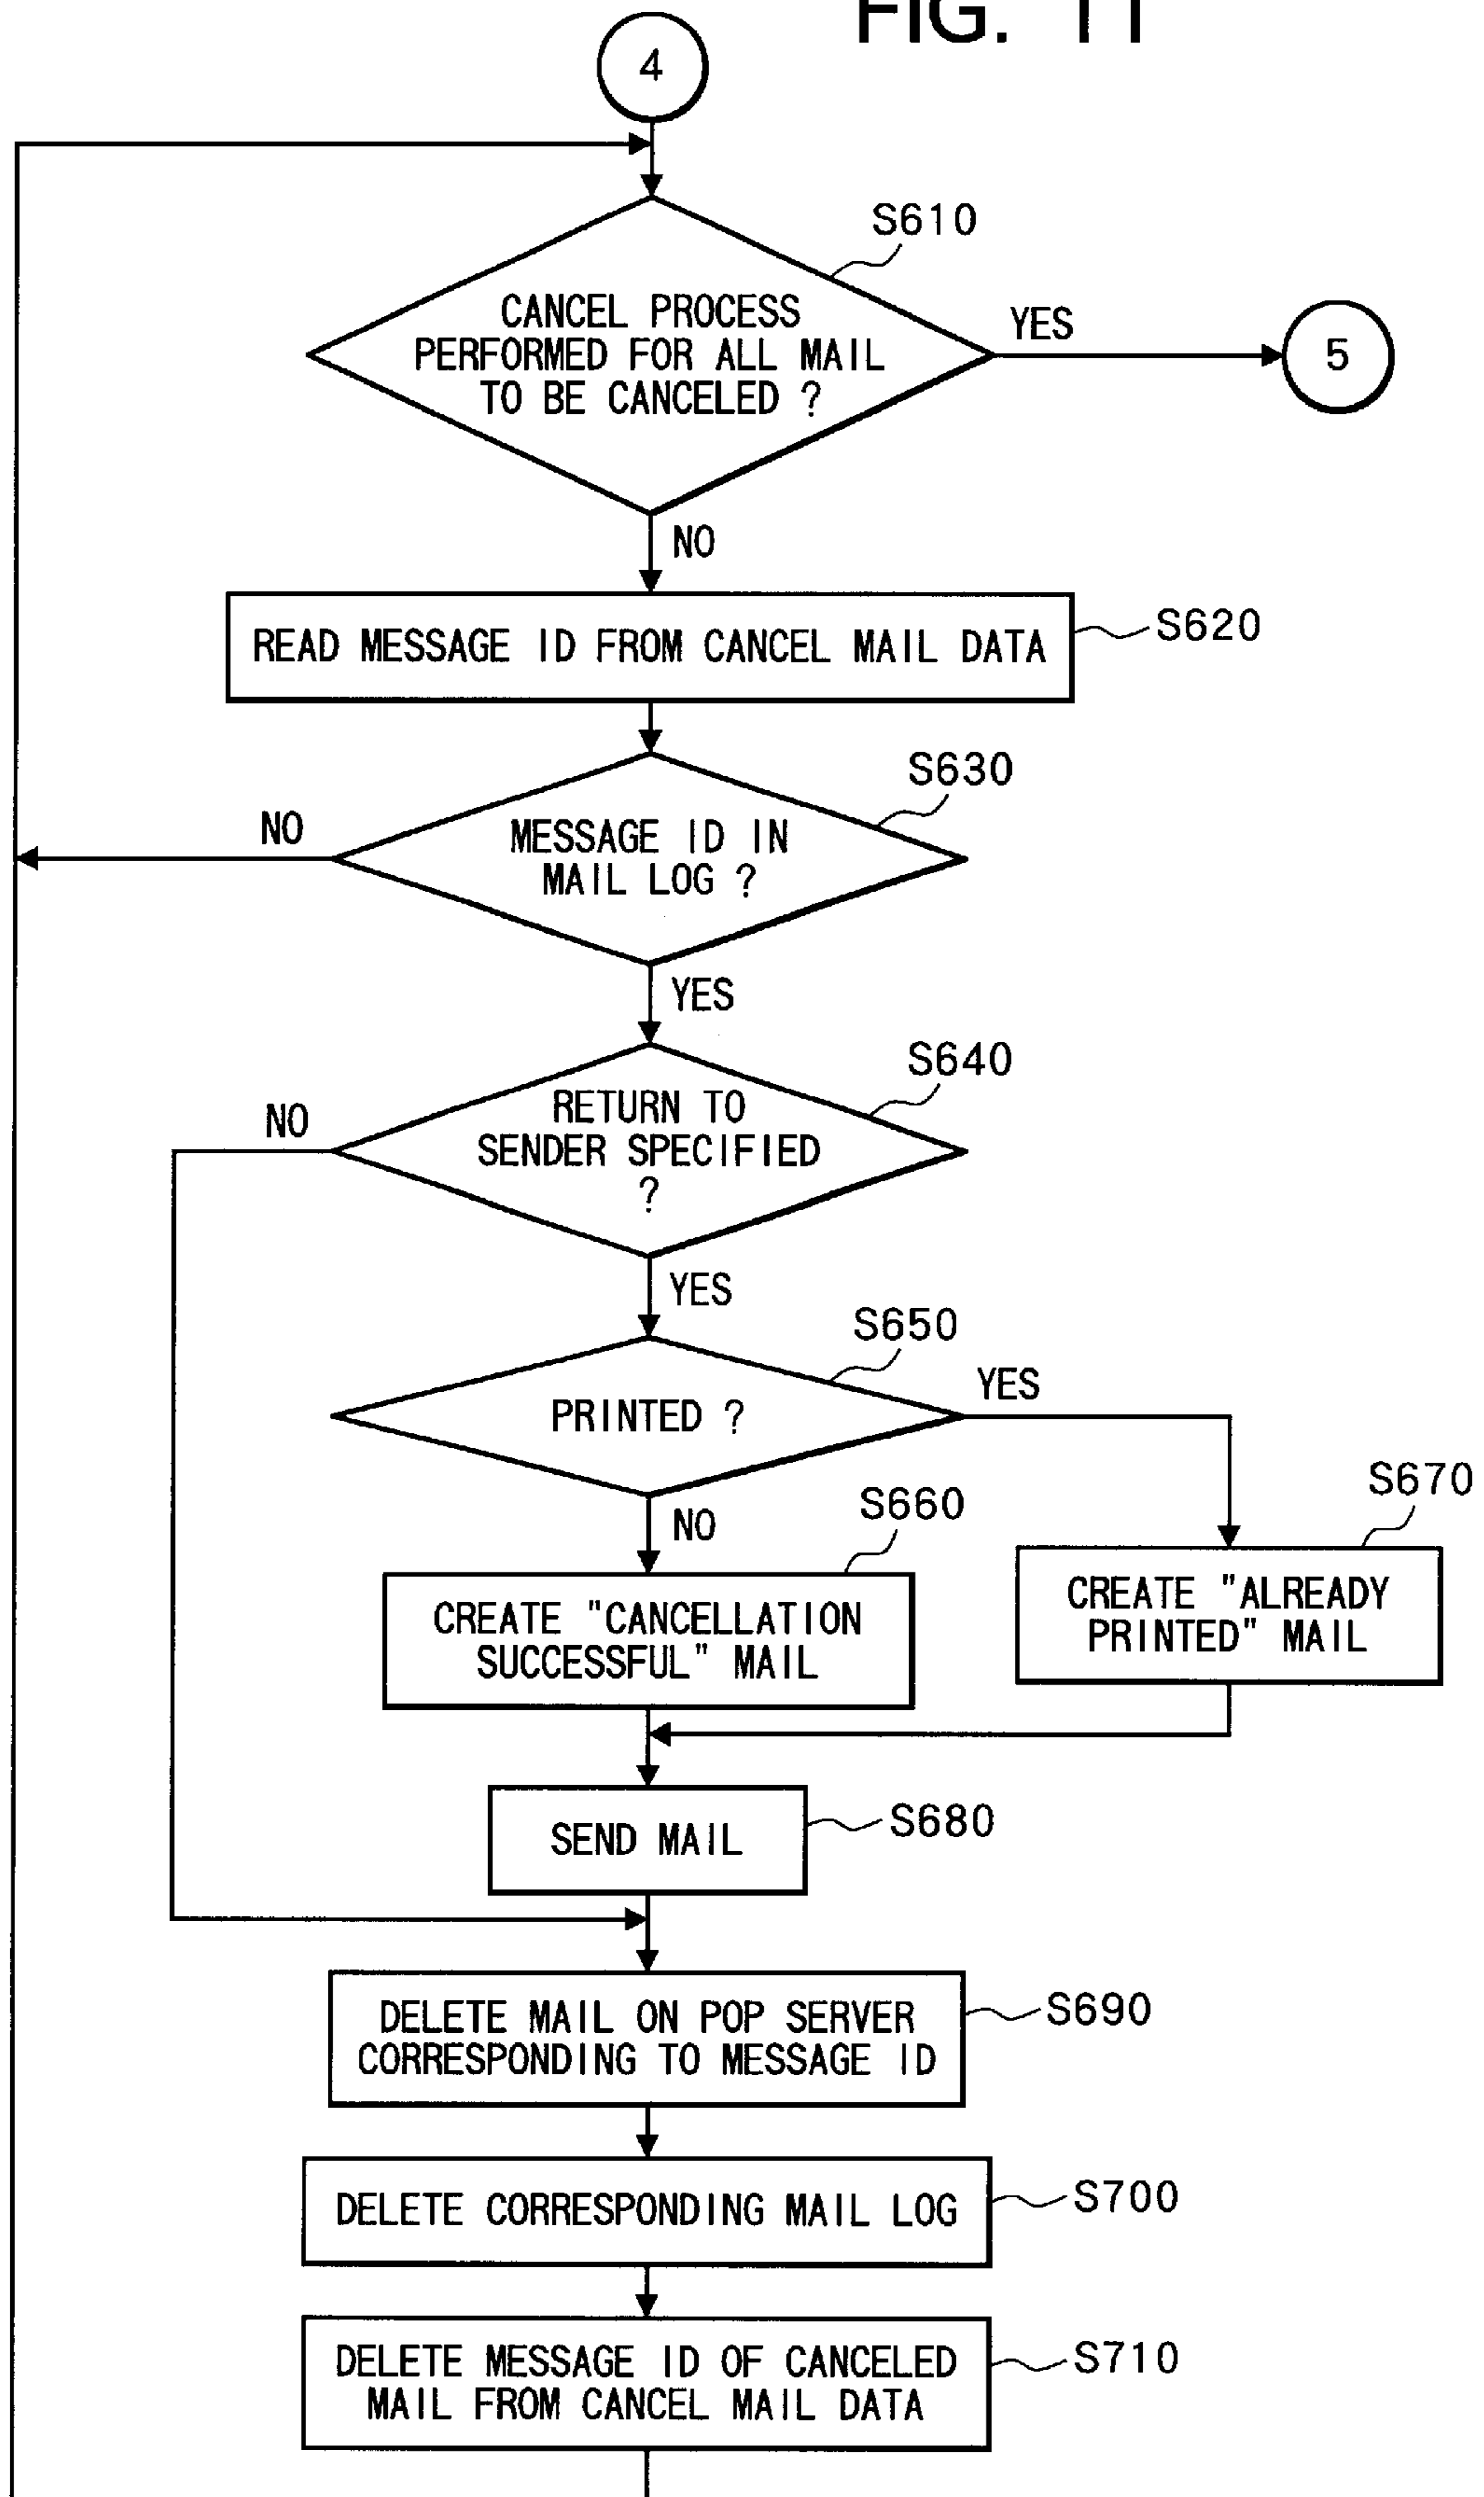 FIG. 11
4
S610
CANCEL PROCESS
PERFORMED FOR ALL MAIL
TO BE CANCELED ?
YES
5
NO
READ MESSAGE ID FROM CANCEL MAIL DATA
S620
S630
NO
MESSAGE ID IN
MAIL LOG ?
YES
S640
NO
RETURN TO
SENDER SPECIFIED
?
YES
S650
YES
PRINTED ?
S670
S660
NO
CREATE "CANCELLATION
SUCCESSFUL" MAIL
CREATE "ALREADY
PRINTED" MAIL
SEND MAIL
S680
DELETE MAIL ON POP SERVER
CORRESPONDING TO MESSAGE ID
S690
DELETE CORRESPONDING MAIL LOG
S700
DELETE MESSAGE ID OF CANCELED
MAIL FROM CANCEL MAIL DATA
S710